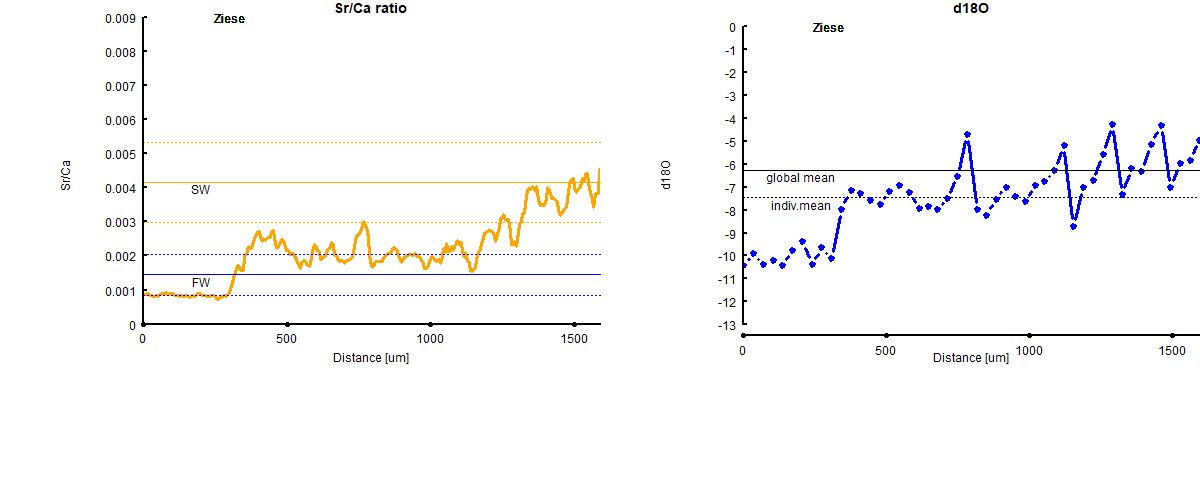 Sr/Ca ratio
Ziese
0.009
0.008
0.007
0.006
0.005
0.004
0.003
0.002
0.001
0
Sr/Ca
SW
FW
0 500 1000 1500
Distance [um]
d18O
Ziese
0
-1
-2
-3
-4
-5
-6
-7
-8
-9
-10
-11
-12
-13
d18O
global mean
indiv.mean
0 500 1000 1500
Distance [um]